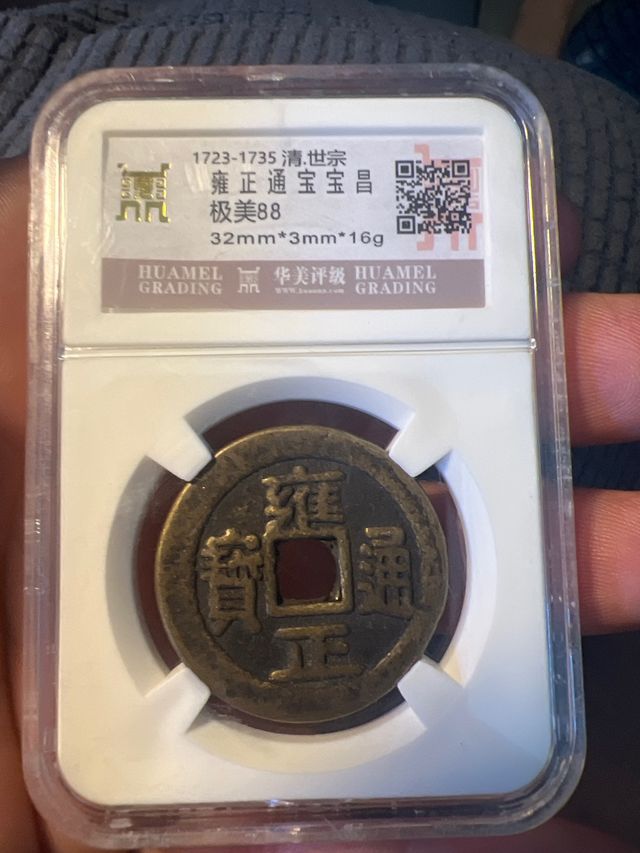 1723-1735 清.世宗
雍正通宝宝昌
极美88
32mm*3mm*16g
HUAMEL GRADING 华美评级 HUAMEL GRADING
雍
寳 通
正